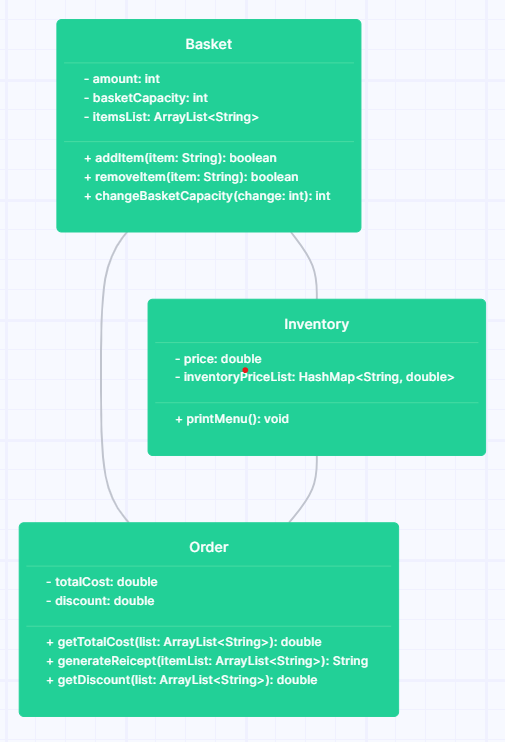 Basket
- amount: int
- basketCapacity: int
- itemsList: ArrayList<String>
+ addItem(item: String): boolean
+ removeItem(item: String): boolean
+ changeBasketCapacity(change: int): int
Inventory
- price: double
- inventoryPriceList: HashMap<String, double>
+ printMenu(): void
Order
- totalCost: double
- discount: double
+ getTotalCost(list: ArrayList<String>): double
+ generateReicept(itemList: ArrayList<String>): String
+ getDiscount(list: ArrayList<String>): double